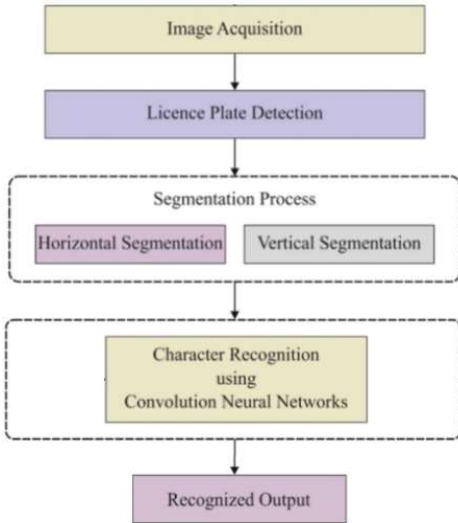 Image Acquisition
Licence Plate Detection
Segmentation Process
Horizontal Segmentation
Vertical Segmentation
Character Recognition
using
Convolution Neural Networks
Recognized Output